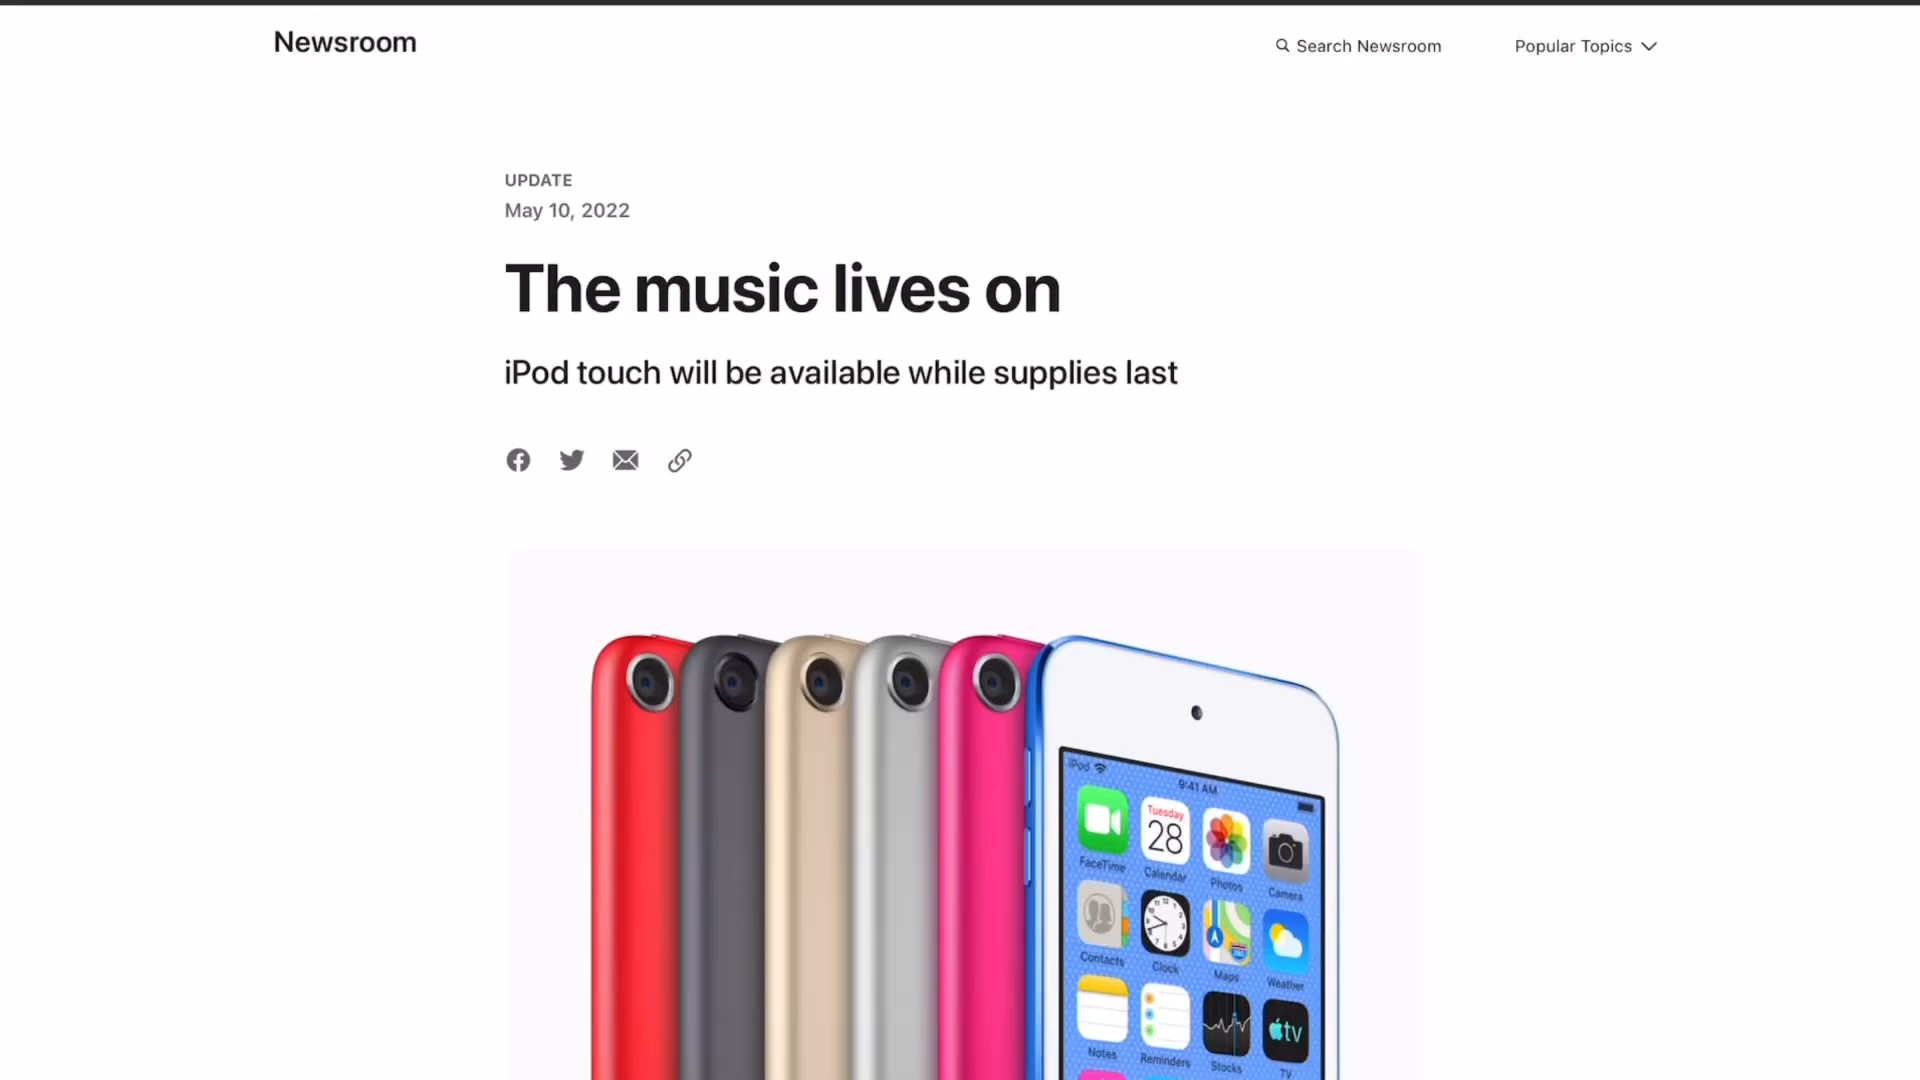 Newsroom
Search Newsroom
Popular Topics
UPDATE
May 10, 2022
The music lives on
iPod touch will be available while supplies last
iPod
9:41 AM
Tuesday
28
FaceTime
Calendar
Photos
Camera
Contacts
Clock
Maps
Weather
tv
Notes
Reminders
Stocks
TV